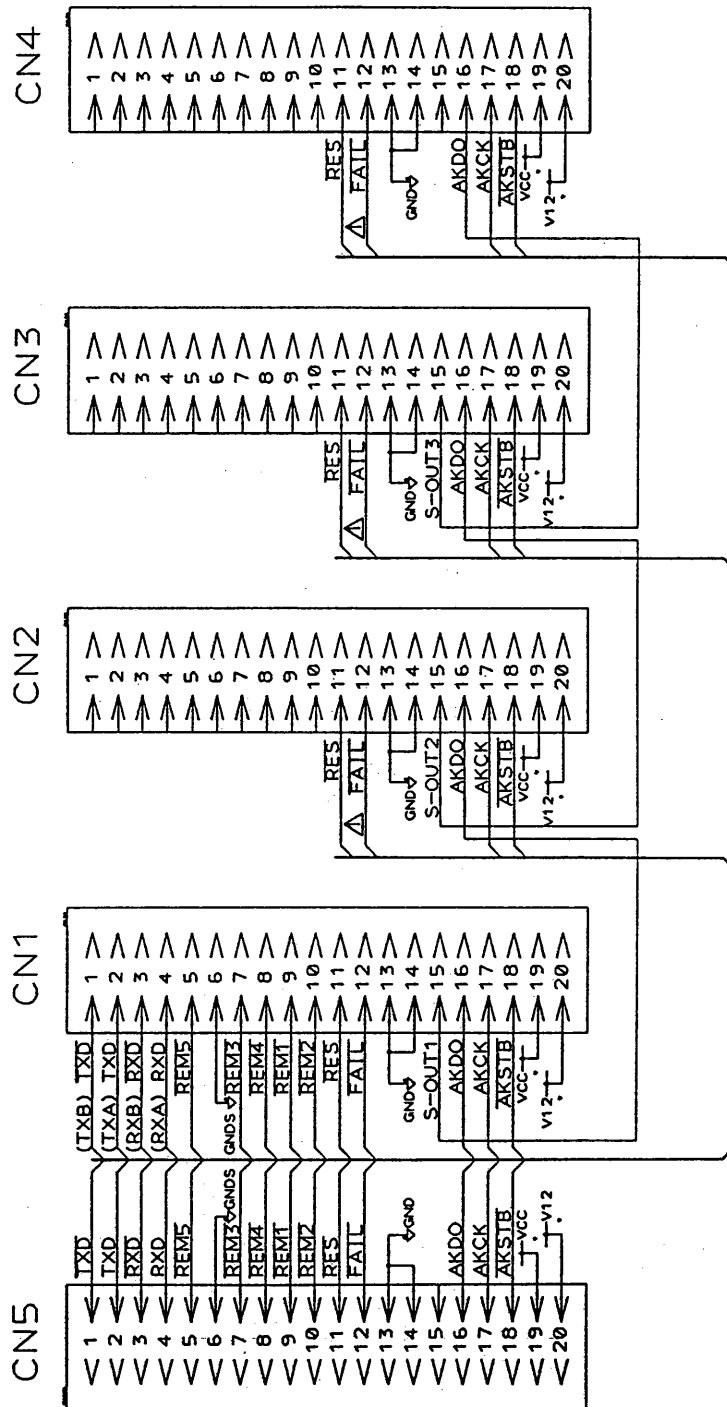 CN4
1
2
3
4
5
6
7
8
9
10
RES 11
FAIL 12
13
GND 14
15
AKDO 16
AKCK 17
AKSTB 18
VCC 19
V12 20
CN3
1
2
3
4
5
6
7
8
9
10
RES 11
FAIL 12
13
GND 14
S-OUT3 15
AKDO 16
AKCK 17
AKSTB 18
VCC 19
V12 20
CN2
1
2
3
4
5
6
7
8
9
10
RES 11
FAIL 12
13
GND 14
S-OUT2 15
AKDO 16
AKCK 17
AKSTB 18
VCC 19
V12 20
CN1
(TXB) TXD 1
(TXA) TXD 2
(RXB) RXD 3
(RXA) RXD 4
REM5 5
GNDS 6
REM3 7
REM4 8
REM1 9
REM2 10
RES 11
FAIL 12
13
GND 14
S-OUT1 15
AKDO 16
AKCK 17
AKSTB 18
VCC 19
V12 20
CN5
1 TXD
2 TXD
3 RXD
4 RXD
5 REM5
6 GNDS
7 REM3
8 REM4
9 REM1
10 REM2
11 RES
12 FAIL
13 GND
14
15
16 AKDO
17 AKCK
18 AKSTB
19 VCC
20 V12